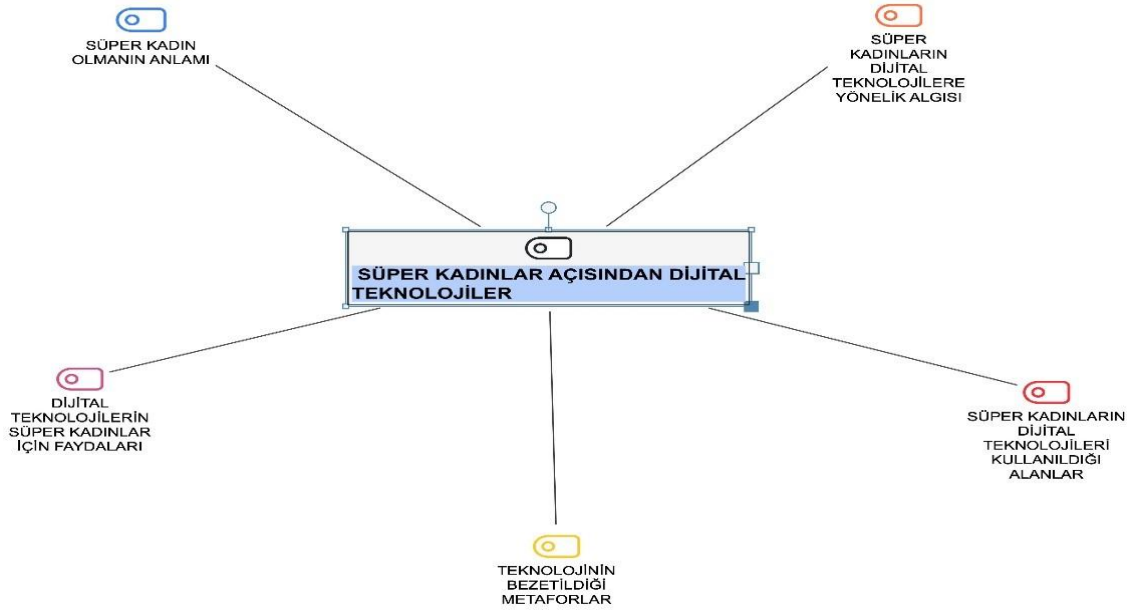 SÜPER KADIN
OLMANIN ANLAMI
SÜPER
KADINLARIN
DİJİTAL
TEKNOLOJİLERE
YÖNELİK ALGISI
SÜPER KADINLAR AÇISINDAN DİJİTAL
TEKNOLOJİLER
DİJİTAL
TEKNOLOJİLERİN
SÜPER KADINLAR
İÇİN FAYDALARI
SÜPER KADINLARIN
DİJİTAL
TEKNOLOJİLERİ
KULLANILDIĞI
ALANLAR
TEKNOLOJİNİN
BEZETİLDİĞİ
METAFORLAR